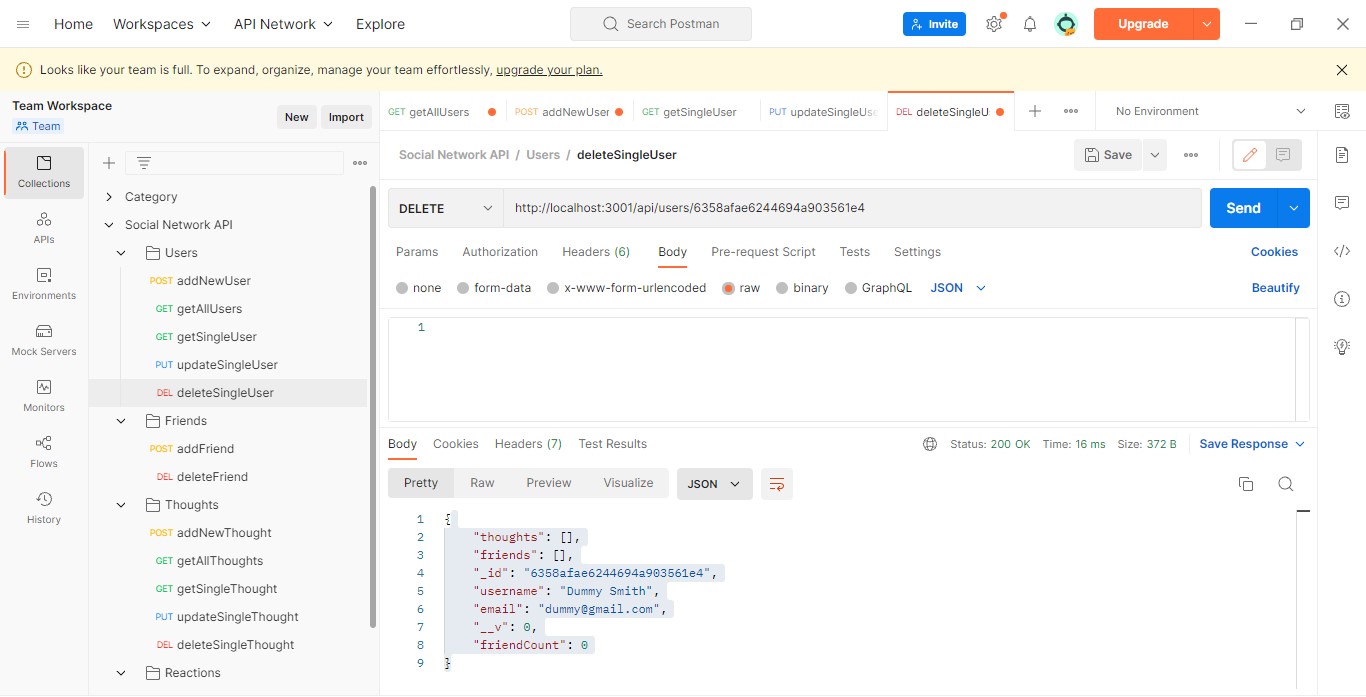 Home Workspaces API Network Explore Search Postman Invite Upgrade
Looks like your team is full. To expand, organize, manage your team effortlessly, upgrade your plan.
Team Workspace
Team
New Import
Collections
APIs
Environments
Mock Servers
Monitors
Flows
History
Category
Social Network API
Users
POST addNewUser
GET getAllUsers
GET getSingleUser
PUT updateSingleUser
DEL deleteSingleUser
Friends
POST addFriend
DEL deleteFriend
Thoughts
POST addNewThought
GET getAllThoughts
GET getSingleThought
PUT updateSingleThought
DEL deleteSingleThought
Reactions
GET getAllUsers POST addNewUser GET getSingleUser PUT updateSingleUse DEL deleteSingleU No Environment
Social Network API / Users / deleteSingleUser Save
DELETE http://localhost:3001/api/users/6358afae6244694a903561e4 Send
Params Authorization Headers (6) Body Pre-request Script Tests Settings Cookies
none form-data x-www-form-urlencoded raw binary GraphQL JSON Beautify
1
Body Cookies Headers (7) Test Results Status: 200 OK Time: 16 ms Size: 372 B Save Response
Pretty Raw Preview Visualize JSON
1 {
2 "thoughts": [],
3 "friends": [],
4 "_id": "6358afae6244694a903561e4",
5 "username": "Dummy Smith",
6 "email": "dummy@gmail.com",
7 "__v": 0,
8 "friendCount": 0
9 }